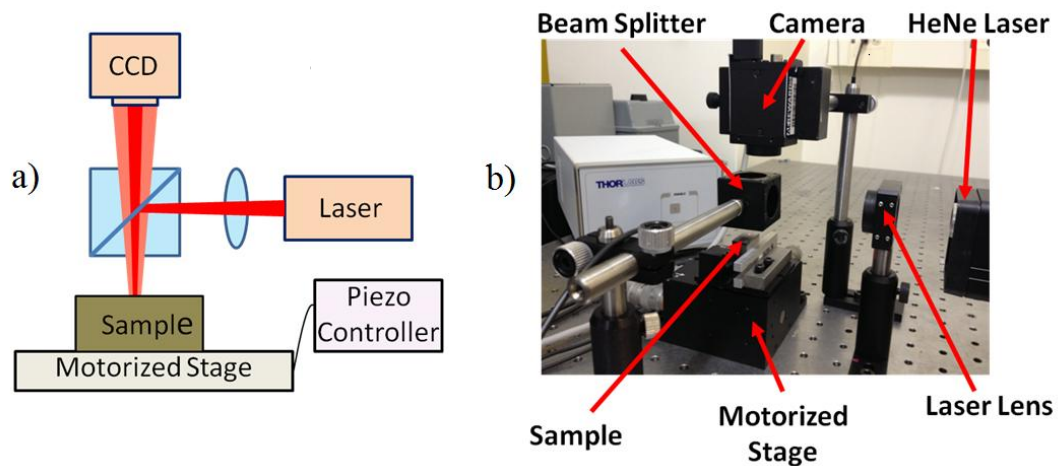 a)
CCD
Laser
Sample
Motorized Stage
Piezo
Controller
b)
Beam Splitter
Camera
HeNe Laser
THORLABS
Sample
Motorized
Stage
Laser Lens